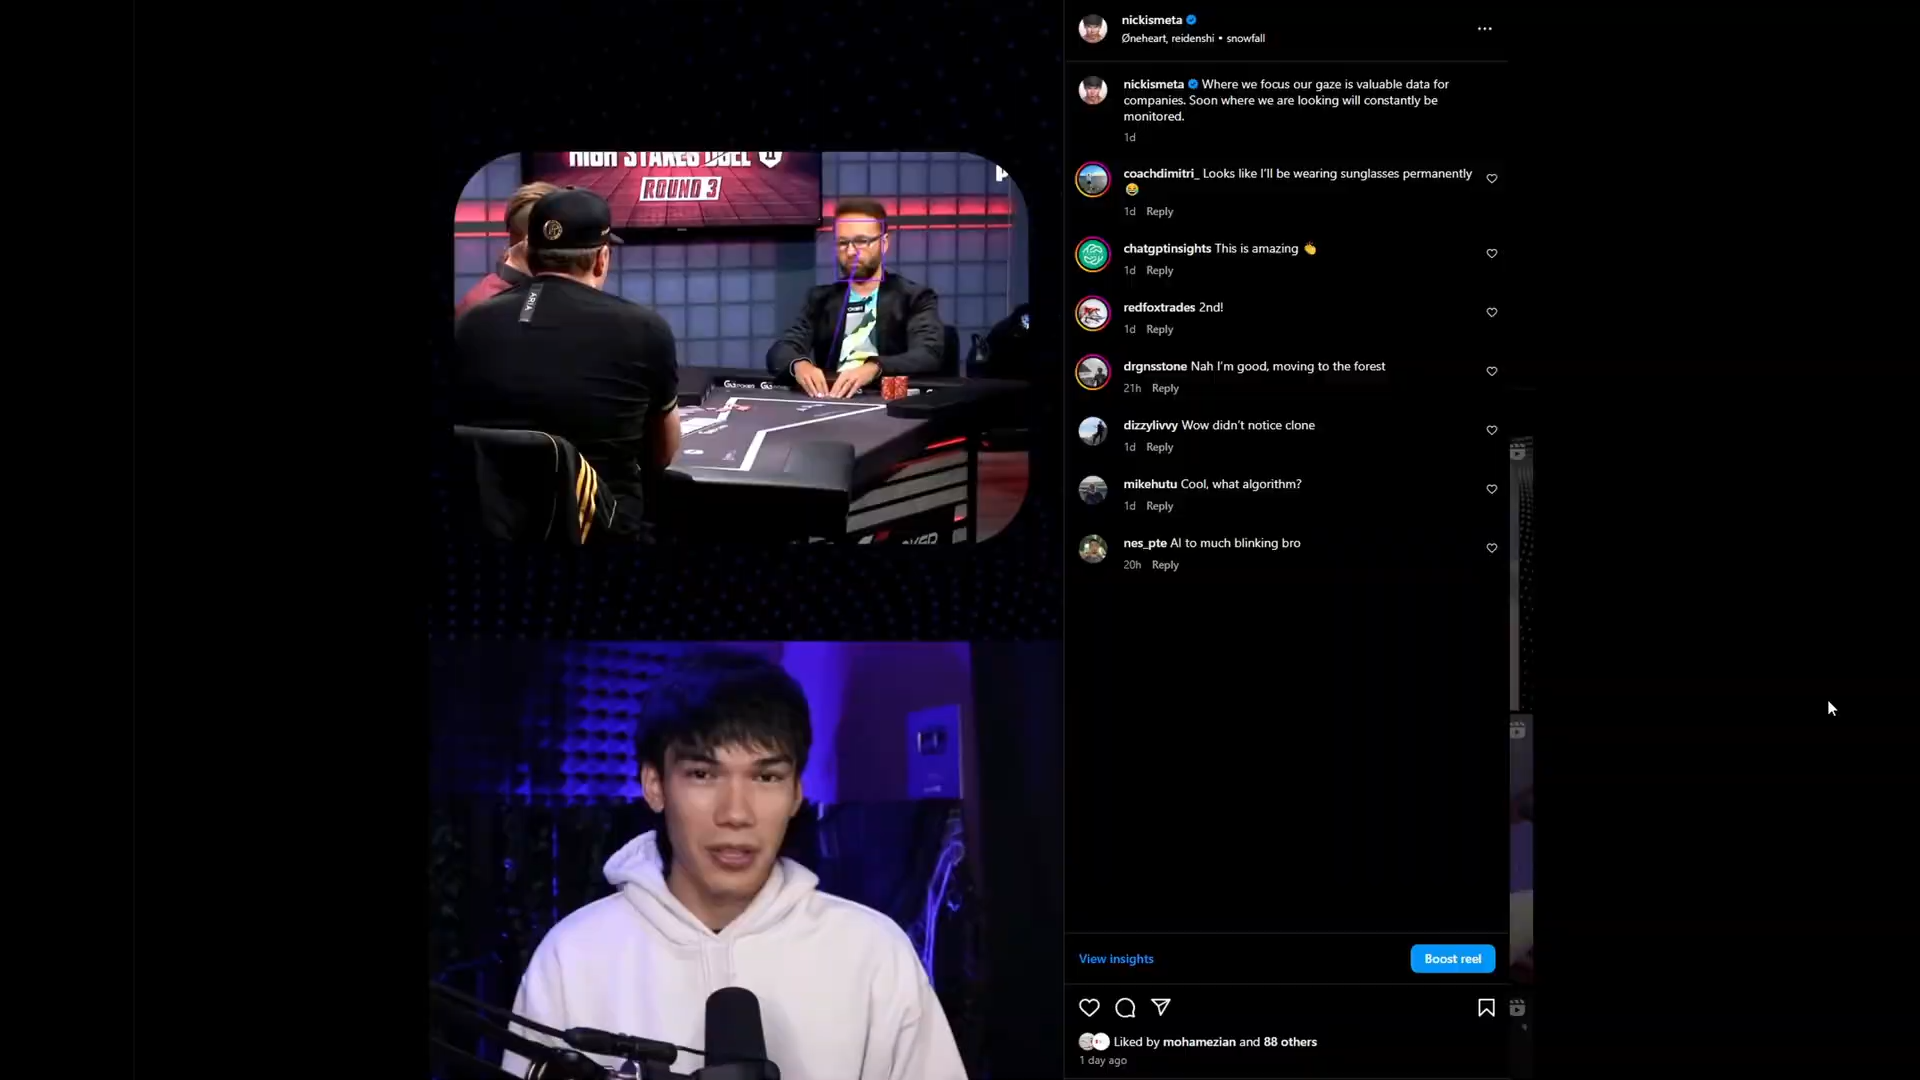 nickismeta
Øneheart, reidenshi • snowfall
nickismeta Where we focus our gaze is valuable data for
companies. Soon where we are looking will constantly be
monitored.
1d
coachdimitri_ Looks like I'll be wearing sunglasses permanently
😂
1d Reply
chatgptinsights This is amazing 👏
1d Reply
redfoxtrades 2nd!
1d Reply
drgnsstone Nah I'm good, moving to the forest
21h Reply
dizzylivvy Wow didn't notice clone
1d Reply
mikehutu Cool, what algorithm?
1d Reply
nes_pte AI to much blinking bro
20h Reply
View insights
Boost reel
Liked by mohamezian and 88 others
1 day ago
HIGH STAKES DUEL II
ROUND 3
ARIA